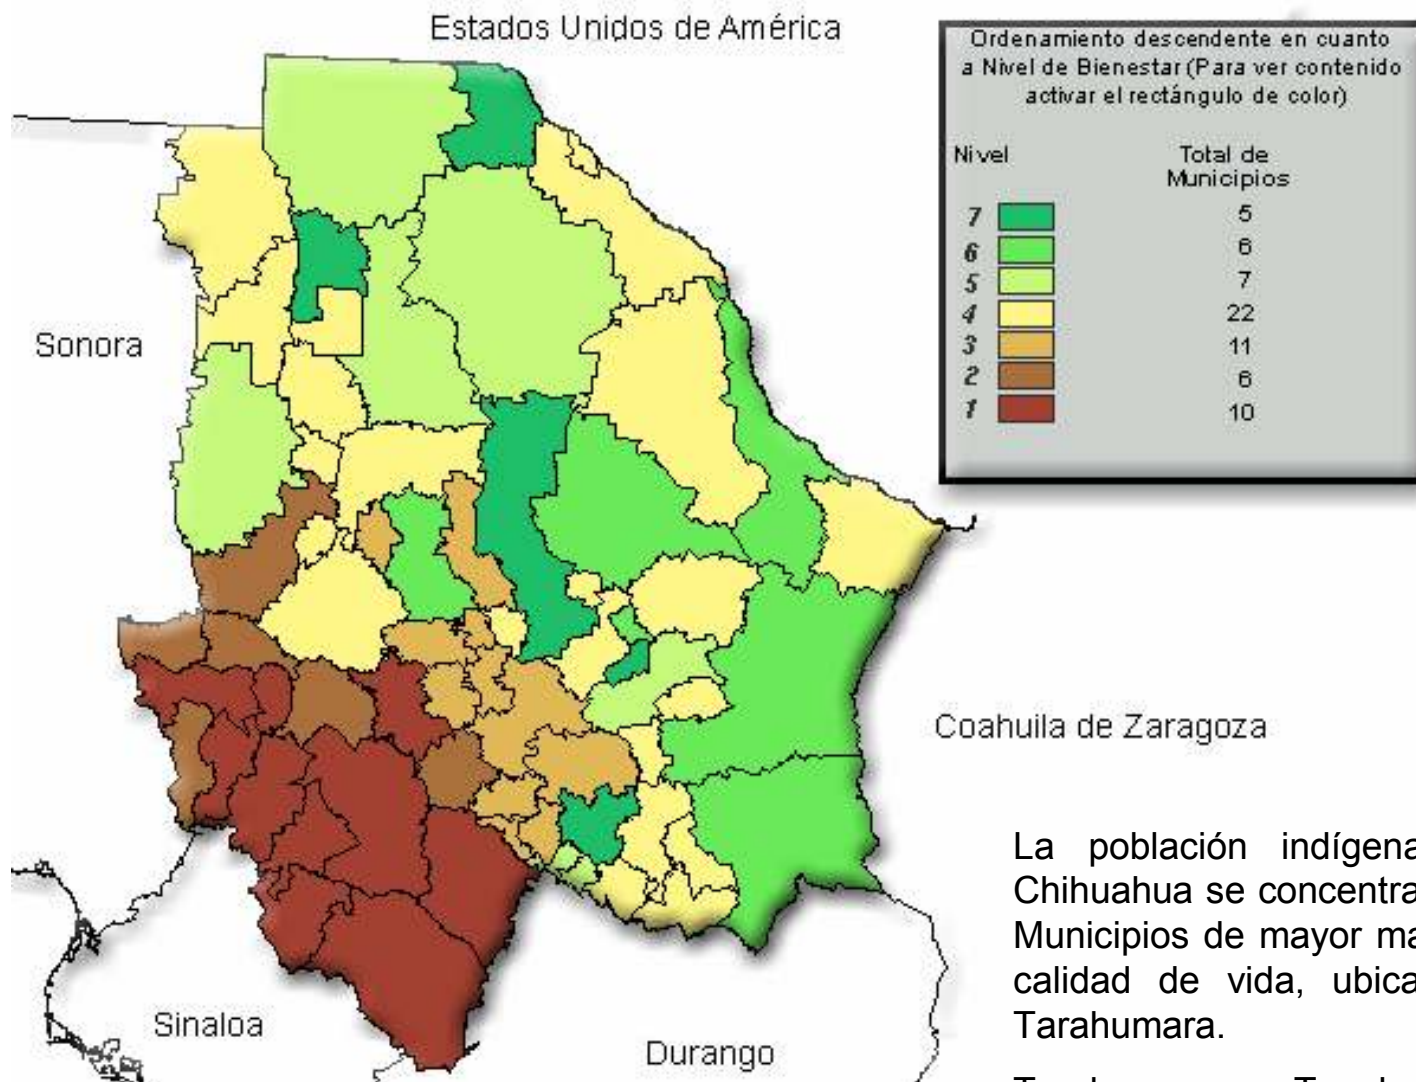 Estados Unidos de América
Ordenamiento descendente en cuanto
a Nivel de Bienestar (Para ver contenido
activar el rectángulo de color)
Nivel Total de
Municipios
7 5
6 6
5 7
4 22
3 11
2 6
1 10
Sonora
Coahuila de Zaragoza
Sinaloa
Durango
La población indígena
Chihuahua se concentra
Municipios de mayor ma
calidad de vida, ubica
Tarahumara.